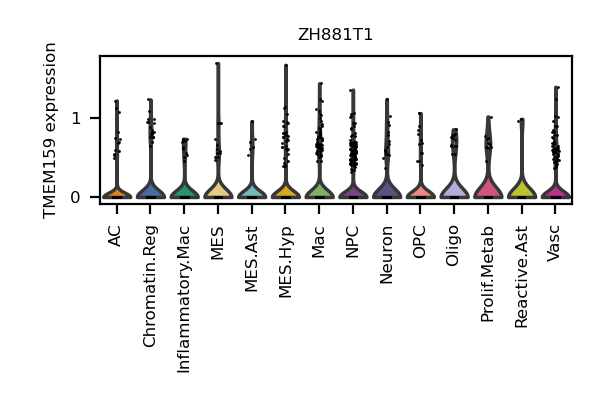 ZH881T1
TMEM159 expression
1
0
AC
Chromatin.Reg
Inflammatory.Mac
MES
MES.Ast
MES.Hyp
Mac
NPC
Neuron
OPC
Oligo
Prolif.Metab
Reactive.Ast
Vasc